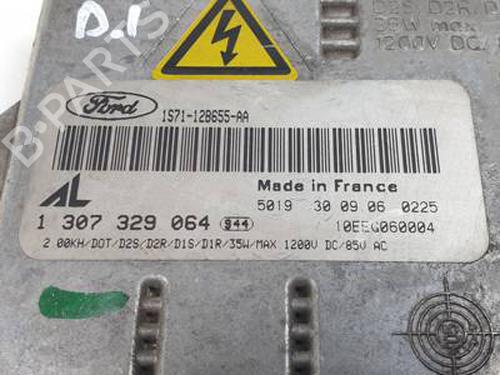 D.I
D2S, D2R, D
35W max
1200V DC/
Ford
1S71-12B655-AA
AL
Made in France
5019 30 09 06 0225
1 307 329 064 944
10EEG060004
2 00KH/DOT/D2S/D2R/D1S/D1R/35W/MAX 1200V DC/85V AC
B-PARTS